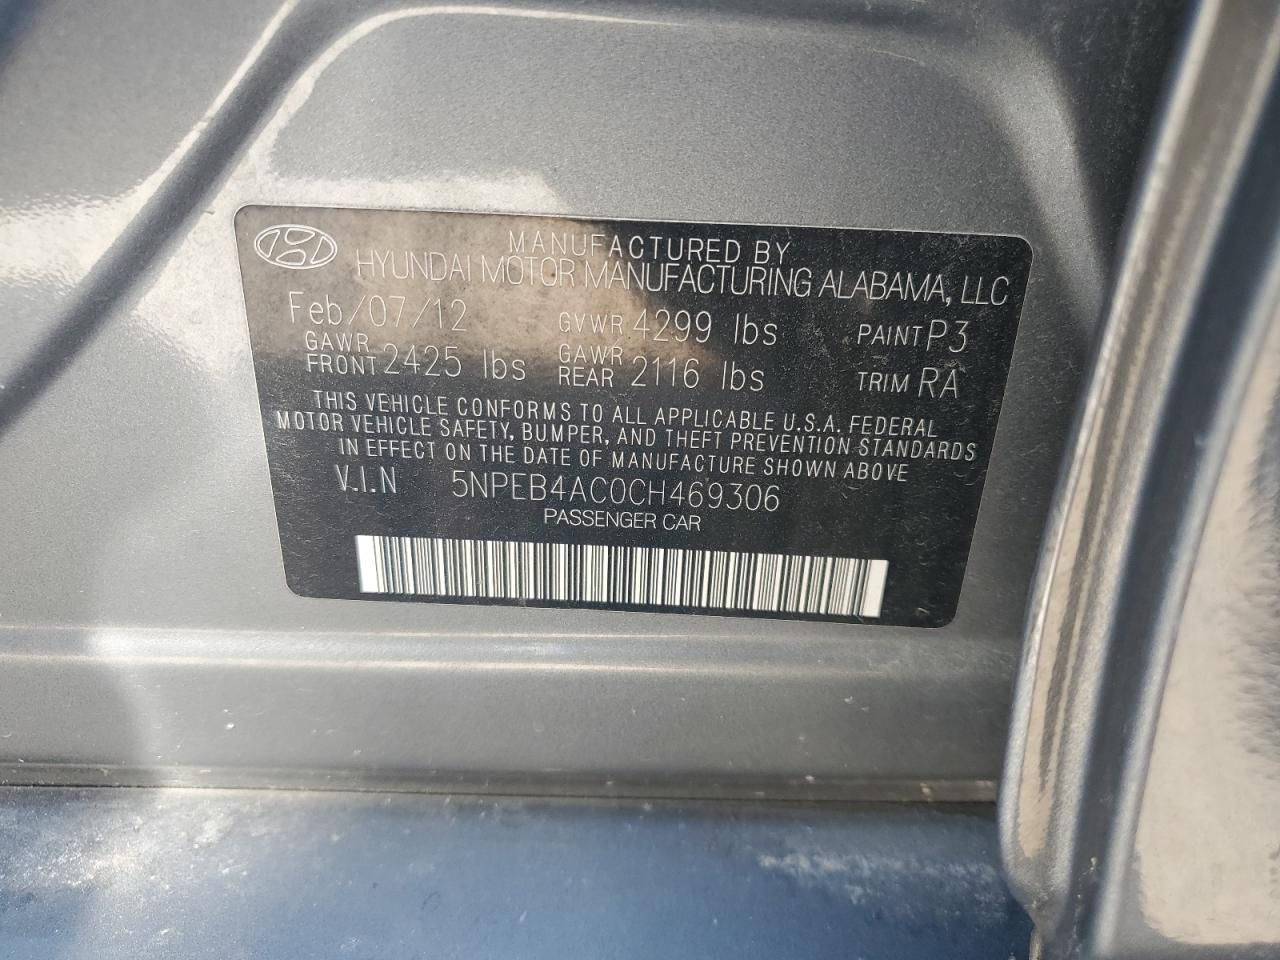 MANUFACTURED BY
HYUNDAI MOTOR MANUFACTURING ALABAMA, LLC
Feb/07/12 GVWR 4299 lbs PAINT P3
GAWR FRONT 2425 lbs GAWR REAR 2116 lbs TRIM RA
THIS VEHICLE CONFORMS TO ALL APPLICABLE U.S.A. FEDERAL
MOTOR VEHICLE SAFETY, BUMPER, AND THEFT PREVENTION STANDARDS
IN EFFECT ON THE DATE OF MANUFACTURE SHOWN ABOVE
V.I.N 5NPEB4AC0CH469306
PASSENGER CAR